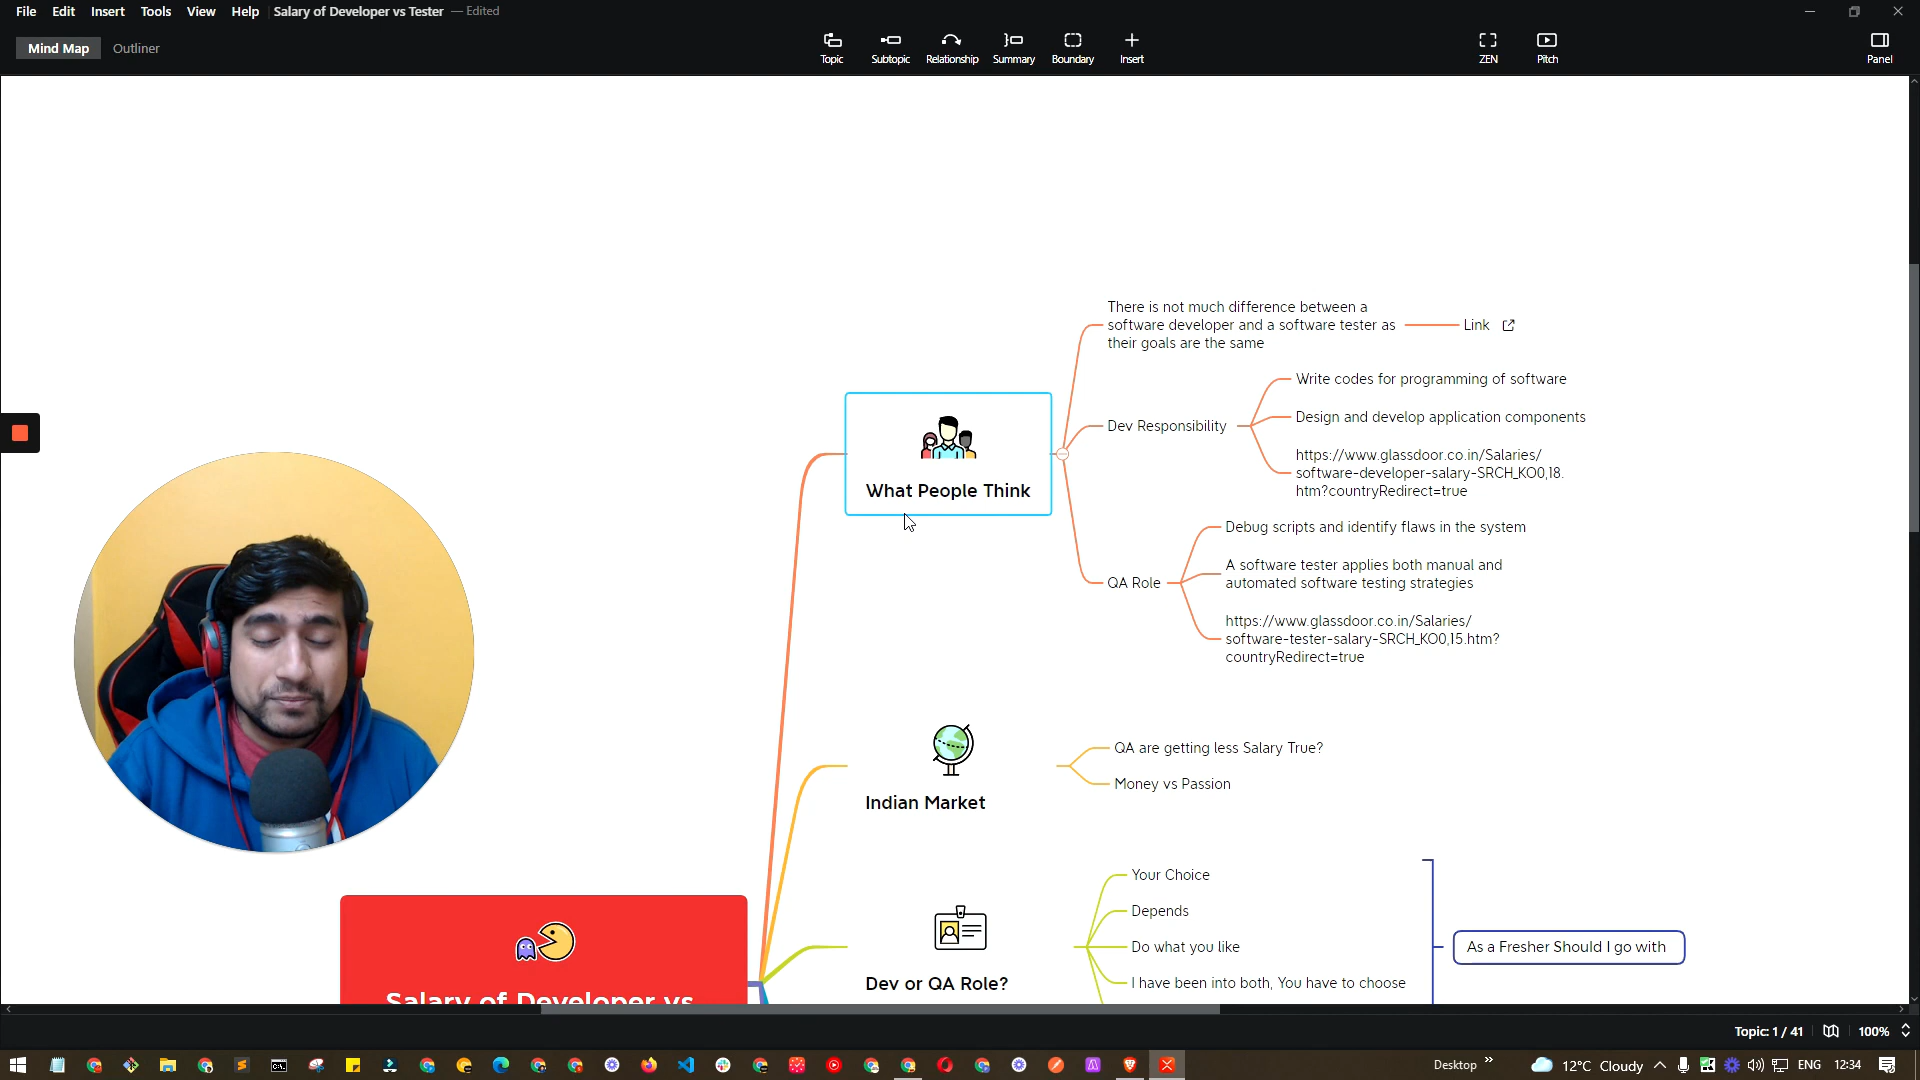 File Edit Insert Tools View Help Salary of Developer vs Tester — Edited
Mind Map Outliner
Topic Subtopic Relationship Summary Boundary Insert ZEN Pitch Panel
There is not much difference between a
software developer and a software tester as
their goals are the same
Link
Write codes for programming of software
Design and develop application components
Dev Responsibility
https://www.glassdoor.co.in/Salaries/
software-developer-salary-SRCH_KO0,18.
htm?countryRedirect=true
What People Think
Debug scripts and identify flaws in the system
A software tester applies both manual and
automated software testing strategies
QA Role
https://www.glassdoor.co.in/Salaries/
software-tester-salary-SRCH_KO0,15.htm?
countryRedirect=true
QA are getting less Salary True?
Money vs Passion
Indian Market
Your Choice
Depends
Do what you like
I have been into both, You have to choose
As a Fresher Should I go with
Dev or QA Role?
Salary of Developer vs
Topic: 1 / 41 100%
Desktop 12°C Cloudy ENG 12:34